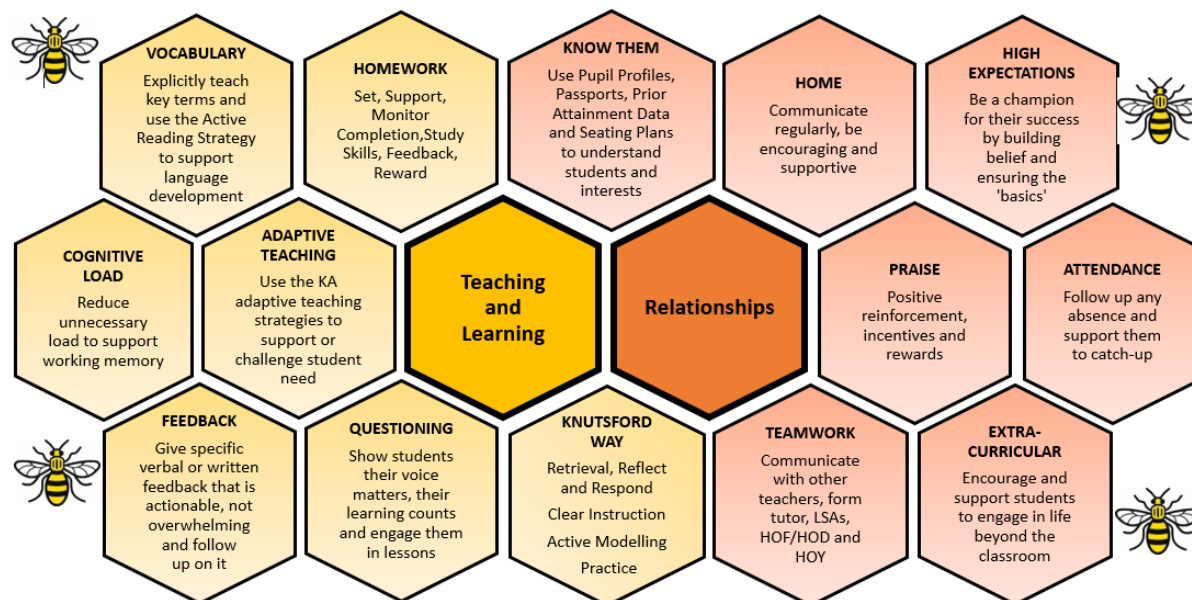 VOCABULARY
Explicitly teach
key terms and
use the Active
Reading Strategy
to support
language
development
HOMEWORK
Set, Support,
Monitor
Completion,Study
Skills, Feedback,
Reward
KNOW THEM
Use Pupil Profiles,
Passports, Prior
Attainment Data
and Seating Plans
to understand
students and
interests
HOME
Communicate
regularly, be
encouraging and
supportive
HIGH
EXPECTATIONS
Be a champion
for their success
by building
belief and
ensuring the
'basics'
COGNITIVE
LOAD
Reduce
unnecessary
load to support
working memory
ADAPTIVE
TEACHING
Use the KA
adaptive teaching
strategies to
support or
challenge student
need
Teaching
and
Learning
Relationships
PRAISE
Positive
reinforcement,
incentives and
rewards
ATTENDANCE
Follow up any
absence and
support them
to catch-up
FEEDBACK
Give specific
verbal or written
feedback that is
actionable, not
overwhelming
and follow
up on it
QUESTIONING
Show students
their voice
matters, their
learning counts
and engage them
in lessons
KNUTSFORD
WAY
Retrieval, Reflect
and Respond
Clear Instruction
Active Modelling
Practice
TEAMWORK
Communicate
with other
teachers, form
tutor, LSAs,
HOF/HOD and
HOY
EXTRA-
CURRICULAR
Encourage and
support students
to engage in life
beyond the
classroom